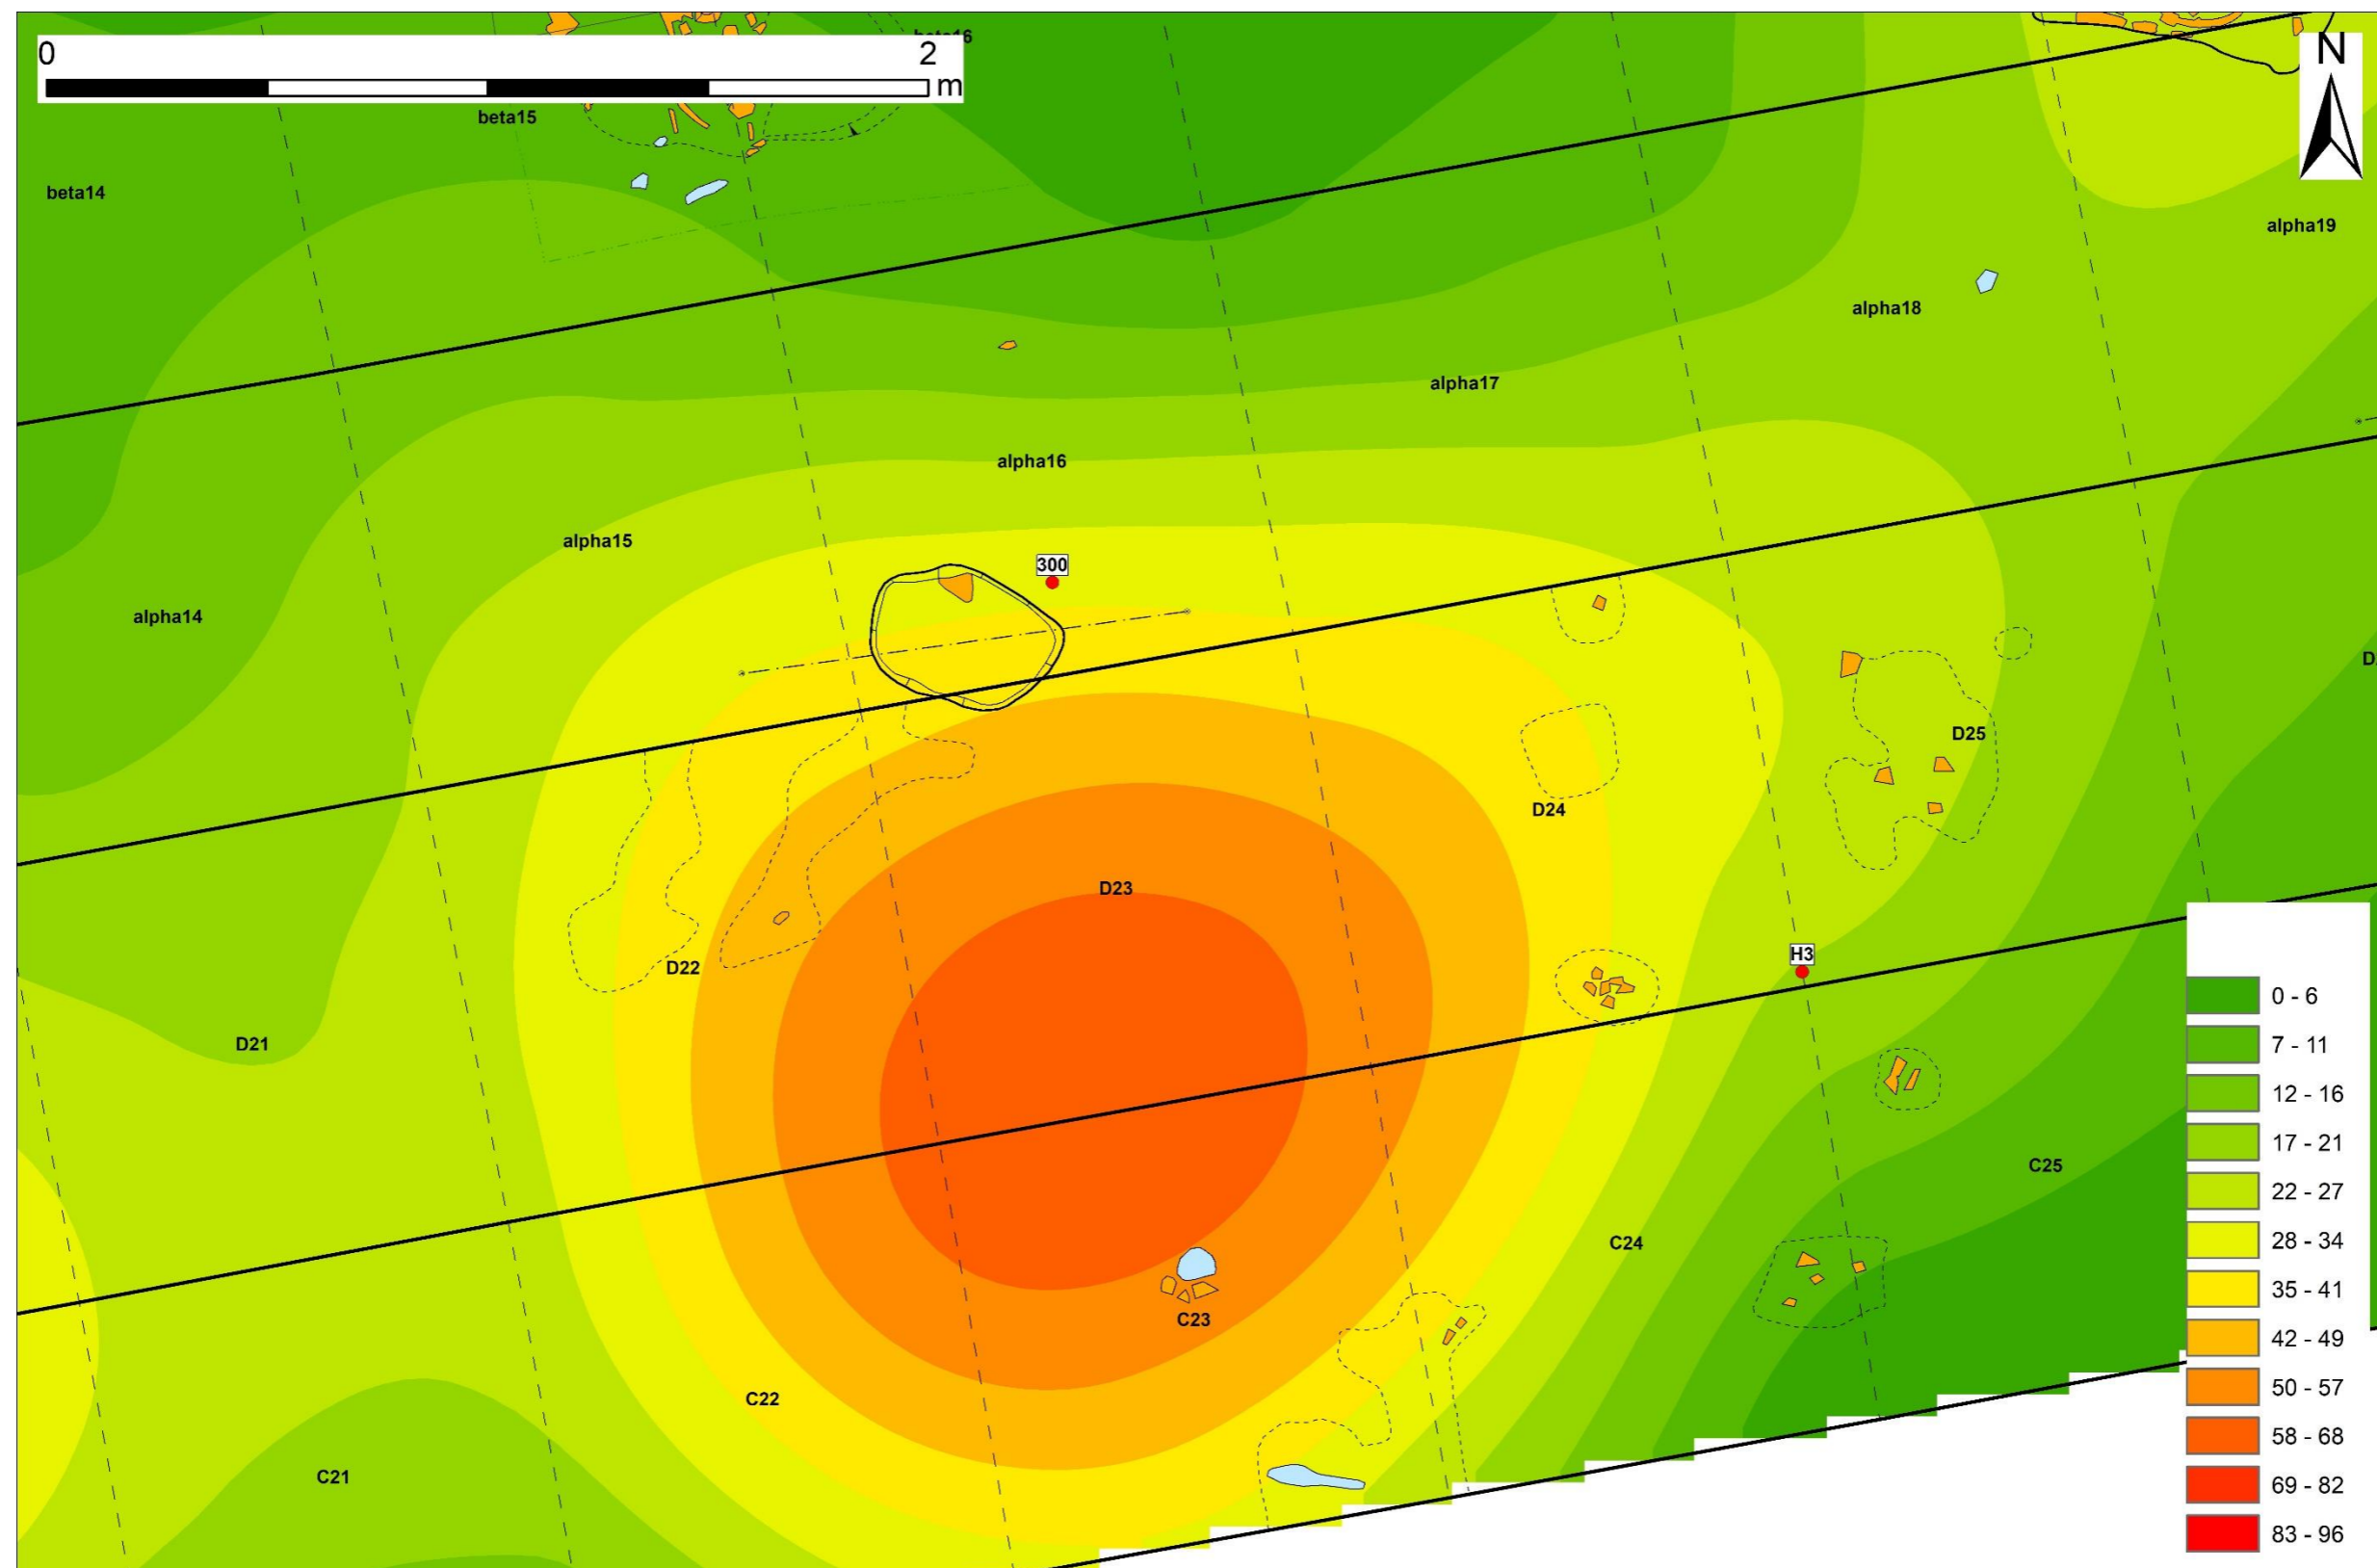 0 2
m
beta16
N
beta15
beta14
alpha19
alpha18
alpha17
alpha16
alpha15
300
alpha14
D
D25
D24
D23
D22
H3
D21
C25
C24
C23
C22
C21
0 - 6
7 - 11
12 - 16
17 - 21
22 - 27
28 - 34
35 - 41
42 - 49
50 - 57
58 - 68
69 - 82
83 - 96